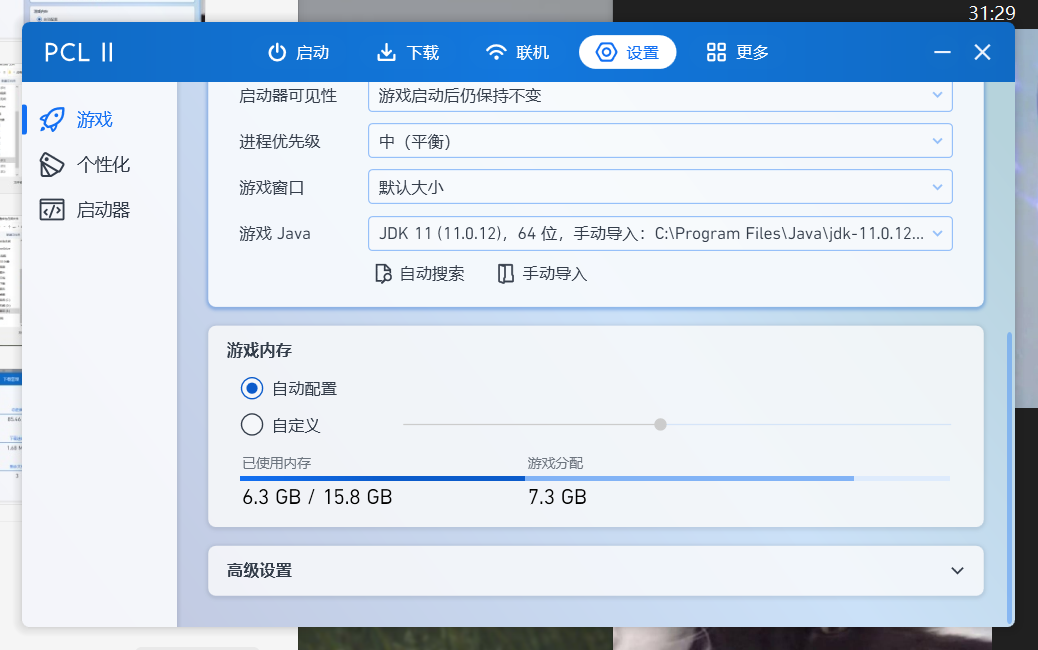 31:29
PCL II
启动
下载
联机
设置
更多
游戏
个性化
启动器
启动器可见性 游戏启动后仍保持不变
进程优先级 中（平衡）
游戏窗口 默认大小
游戏 Java JDK 11 (11.0.12)，64 位，手动导入：C:\Program Files\Java\jdk-11.0.12...
自动搜索 手动导入
游戏内存
自动配置
自定义
已使用内存 游戏分配
6.3 GB / 15.8 GB 7.3 GB
高级设置